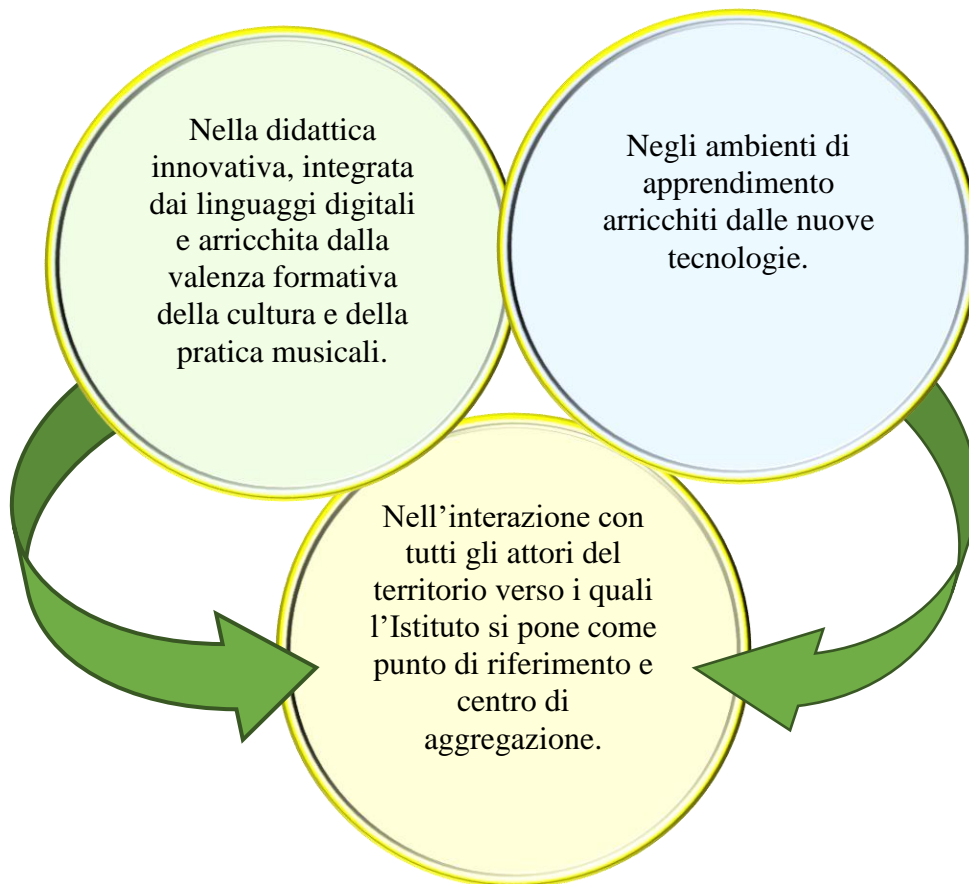 Nella didattica
innovativa, integrata
dai linguaggi digitali
e arricchita dalla
valenza formativa
della cultura e della
pratica musicali.
Negli ambienti di
apprendimento
arricchiti dalle nuove
tecnologie.
Nell’interazione con
tutti gli attori del
territorio verso i quali
l’Istituto si pone come
punto di riferimento e
centro di
aggregazione.